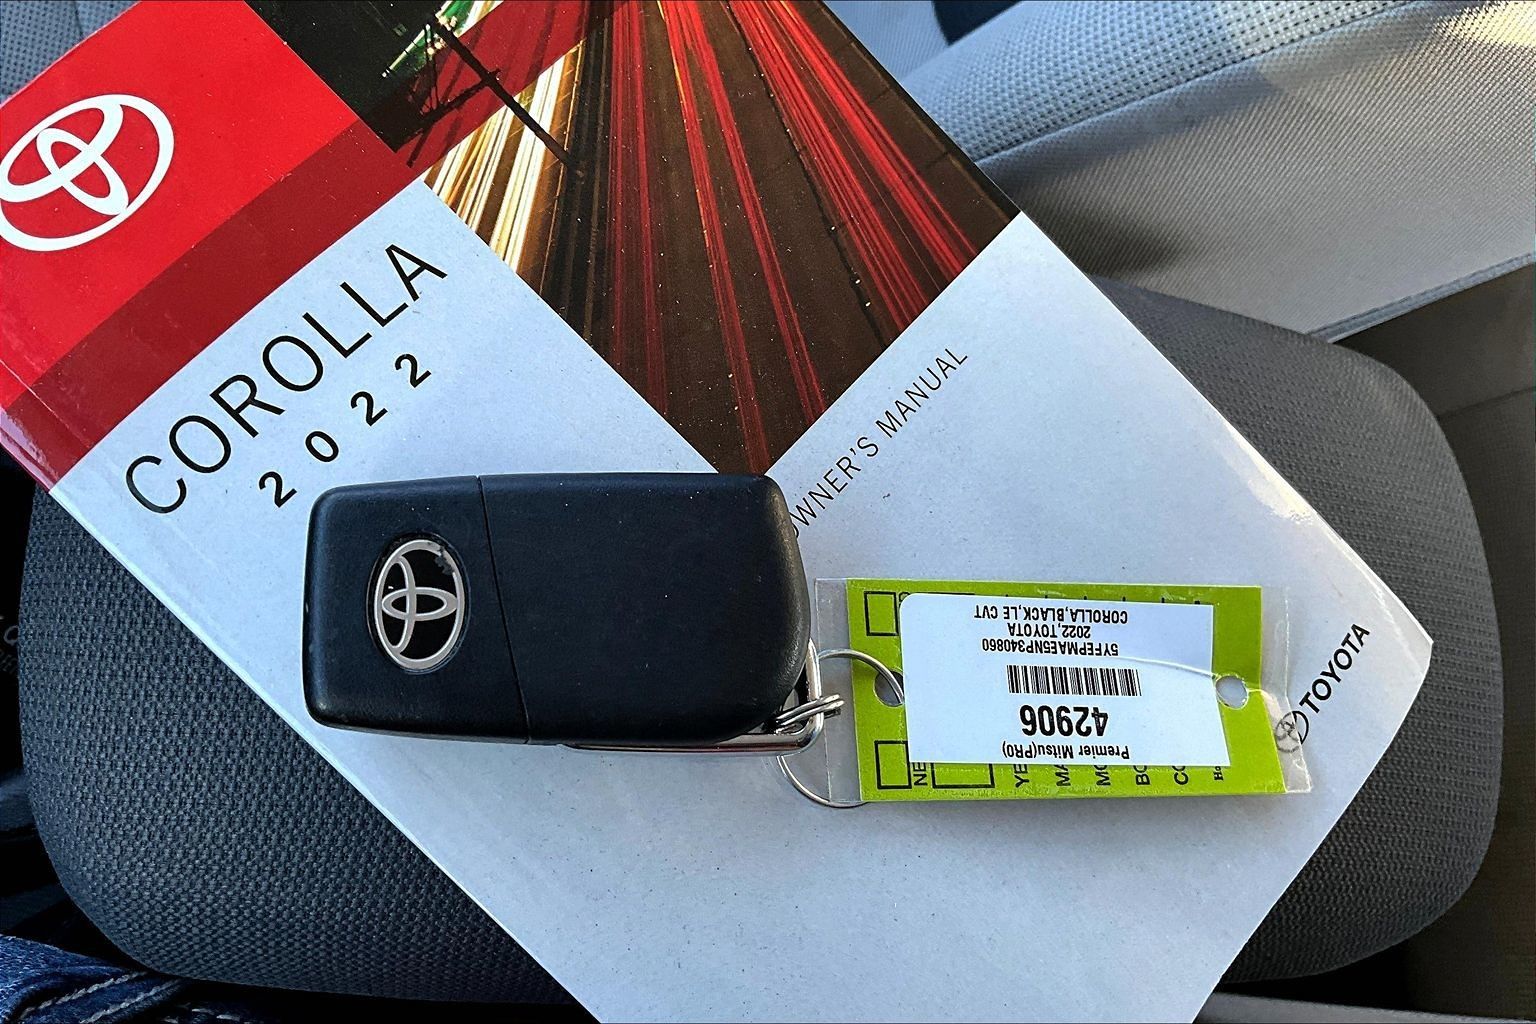 COROLLA
2022
OWNER'S MANUAL
TOYOTA
Premier Mitsu(PRO)
42906
5YFEPMAE5NP340860
2022,TOYOTA
COROLLA,BLACK,LE CVT